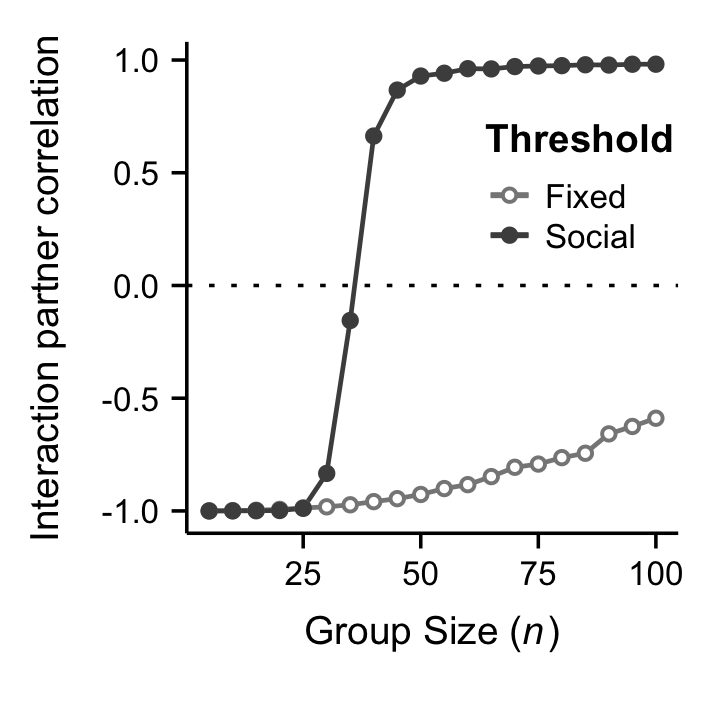 Interaction partner correlation
1.0
0.5
0.0
-0.5
-1.0
Threshold
Fixed
Social
25 50 75 100
Group Size (n)